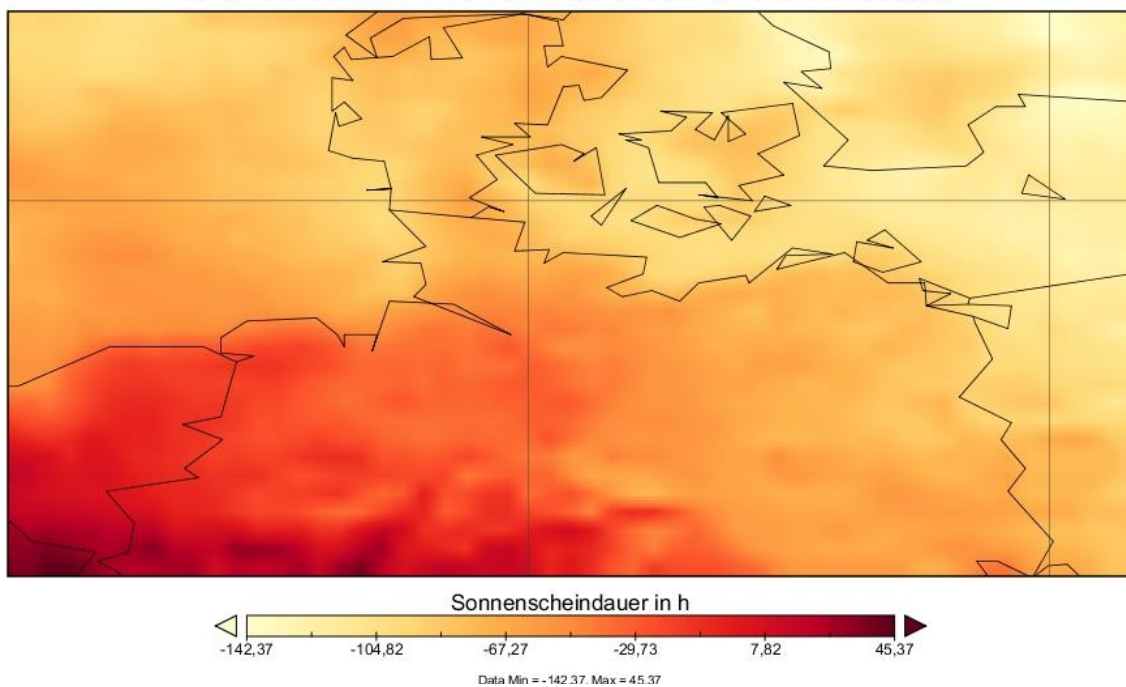 Sonnenscheindauer in h
-142,37 -104,82 -67,27 -29,73 7,82 45,37
Data Min = -142,37, Max = 45,37